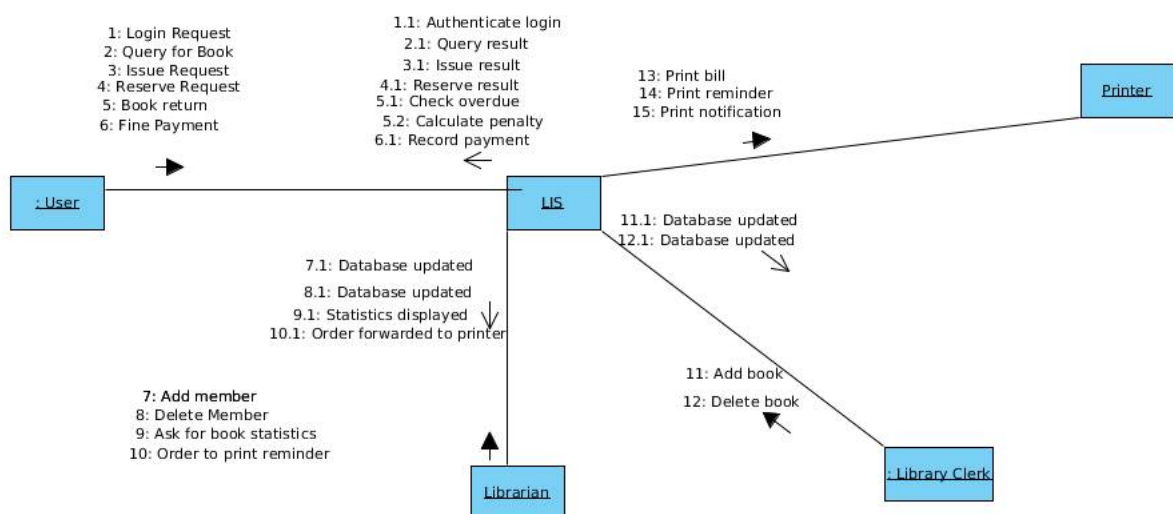 1: Login Request
2: Query for Book
3: Issue Request
4: Reserve Request
5: Book return
6: Fine Payment
1.1: Authenticate login
2.1: Query result
3.1: Issue result
4.1: Reserve result
5.1: Check overdue
5.2: Calculate penalty
6.1: Record payment
13: Print bill
14: Print reminder
15: Print notification
Printer
: User
LIS
11.1: Database updated
12.1: Database updated
7.1: Database updated
8.1: Database updated
9.1: Statistics displayed
10.1: Order forwarded to printer
11: Add book
12: Delete book
7: Add member
8: Delete Member
9: Ask for book statistics
10: Order to print reminder
Librarian
: Library Clerk